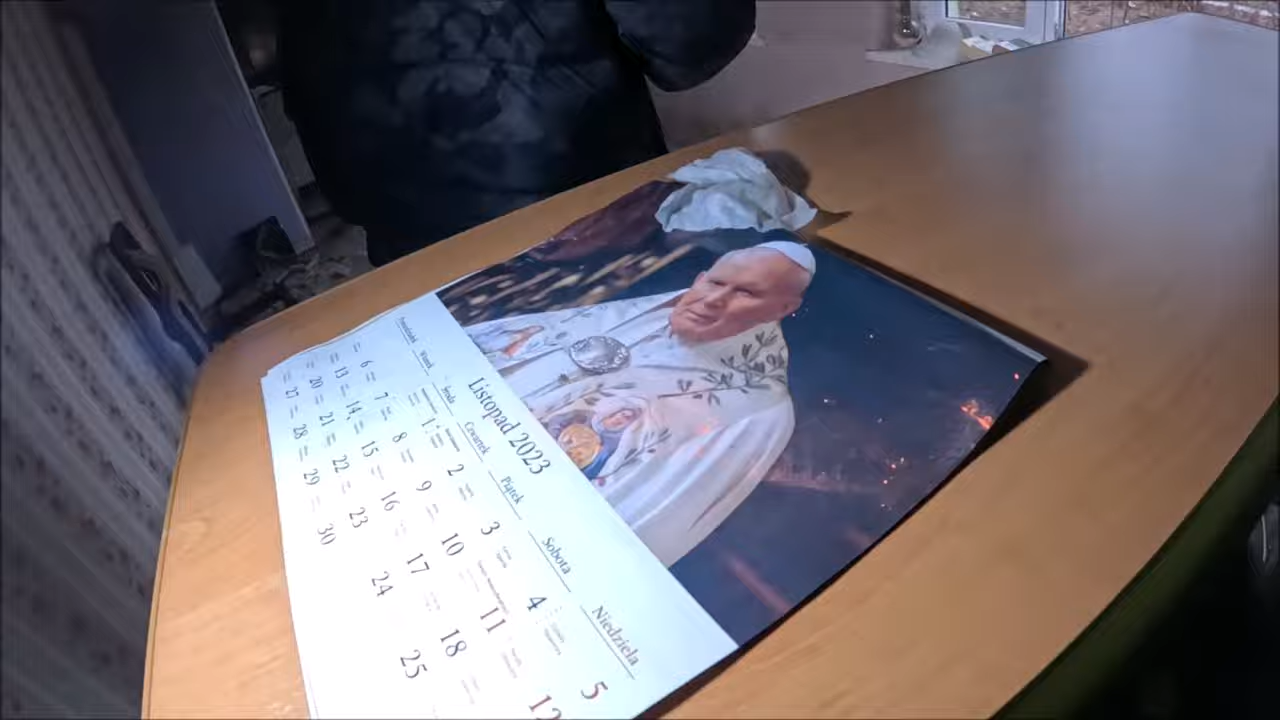 Listopad 2023
Poniedziałek Wtorek Środa Czwartek Piątek Sobota Niedziela
1 2 3 4 5
6 7 8 9 10 11 12
13 14 15 16 17 18
20 21 22 23 24 25
27 28 29 30